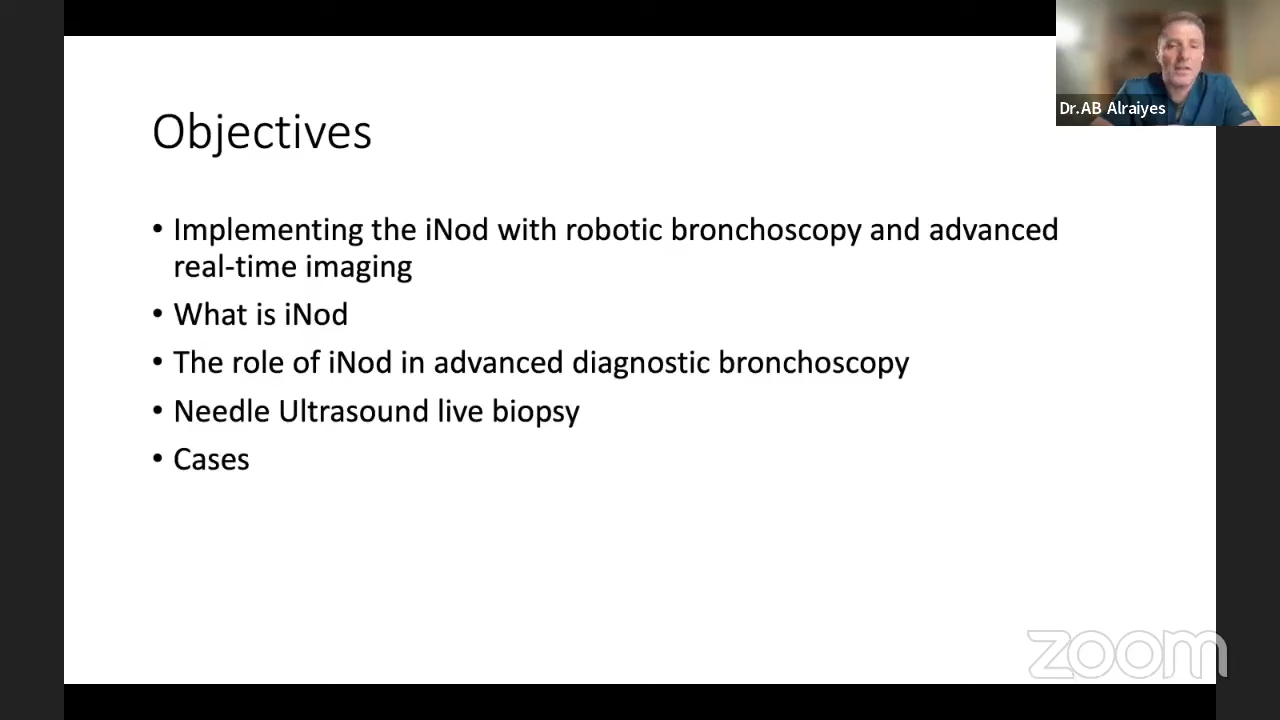 Dr.AB Alraiyes
Objectives
• Implementing the iNod with robotic bronchoscopy and advanced
real-time imaging
• What is iNod
• The role of iNod in advanced diagnostic bronchoscopy
• Needle Ultrasound live biopsy
• Cases
zoom